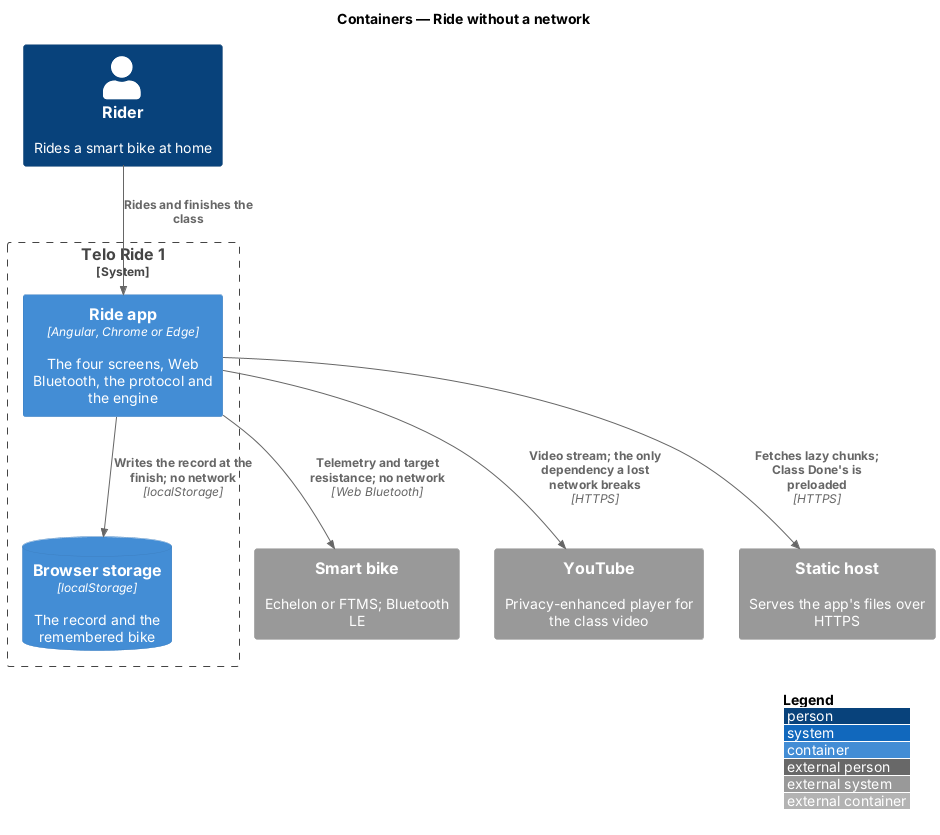 Containers — Ride without a network
Rider
Rides a smart bike at home
Rides and finishes the
class
Telo Ride 1
[System]
Ride app
[Angular, Chrome or Edge]
The four screens, Web
Bluetooth, the protocol and
the engine
Writes the record at the
finish; no network
[localStorage]
Telemetry and target
resistance; no network
[Web Bluetooth]
Video stream; the only
dependency a lost
network breaks
[HTTPS]
Fetches lazy chunks;
Class Done's is
preloaded
[HTTPS]
Browser storage
[localStorage]
The record and the
remembered bike
Smart bike
Echelon or FTMS; Bluetooth
LE
YouTube
Privacy-enhanced player for
the class video
Static host
Serves the app's files over
HTTPS
Legend
person
system
container
external person
external system
external container